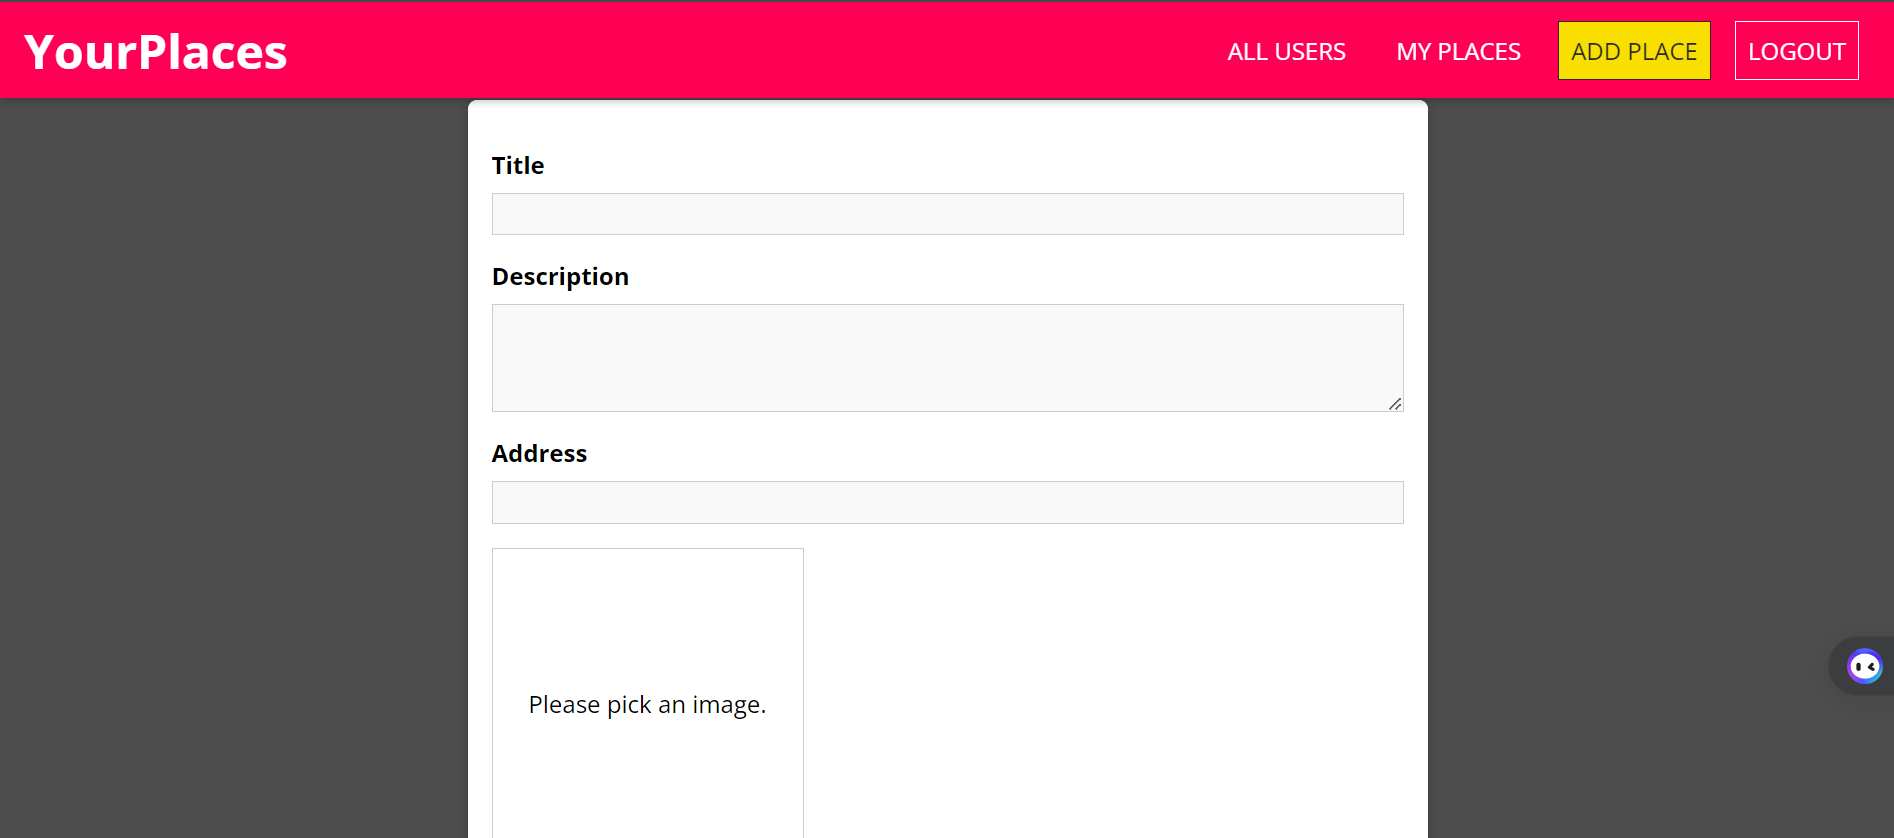 YourPlaces
ALL USERS MY PLACES ADD PLACE LOGOUT
Title
Description
Address
Please pick an image.